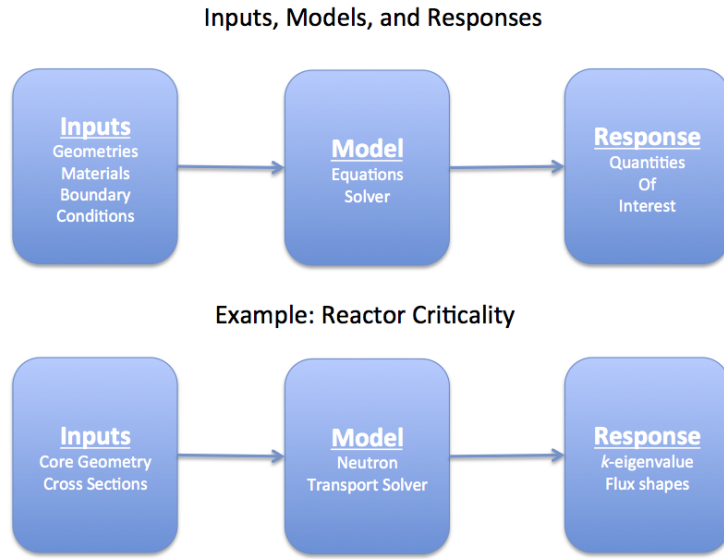 Inputs, Models, and Responses
Inputs
Geometries
Materials
Boundary
Conditions
Model
Equations
Solver
Response
Quantities
Of
Interest
Example: Reactor Criticality
Inputs
Core Geometry
Cross Sections
Model
Neutron
Transport Solver
Response
k-eigenvalue
Flux shapes